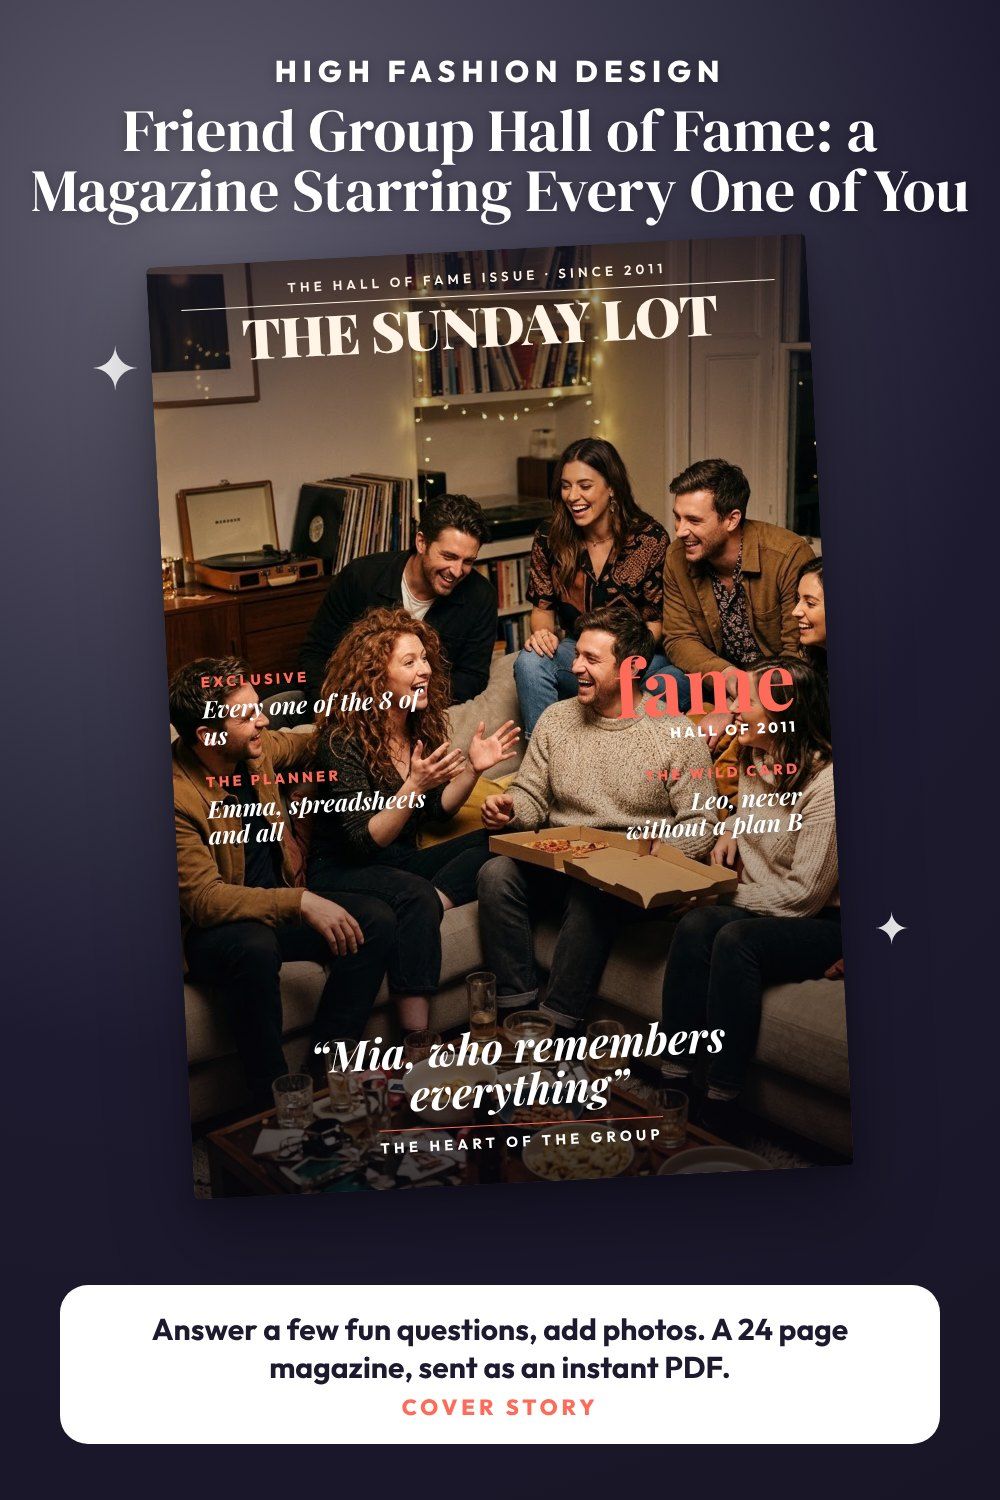 HIGH FASHION DESIGN
Friend Group Hall of Fame: a
Magazine Starring Every One of You
THE HALL OF FAME ISSUE · SINCE 2011
THE SUNDAY LOT
EXCLUSIVE
Every one of the 8 of
us
THE PLANNER
Emma, spreadsheets
and all
fame
HALL OF 2011
THE WILD CARD
Leo, never
without a plan B
“Mia, who remembers
everything”
THE HEART OF THE GROUP
Answer a few fun questions, add photos. A 24 page
magazine, sent as an instant PDF.
COVER STORY